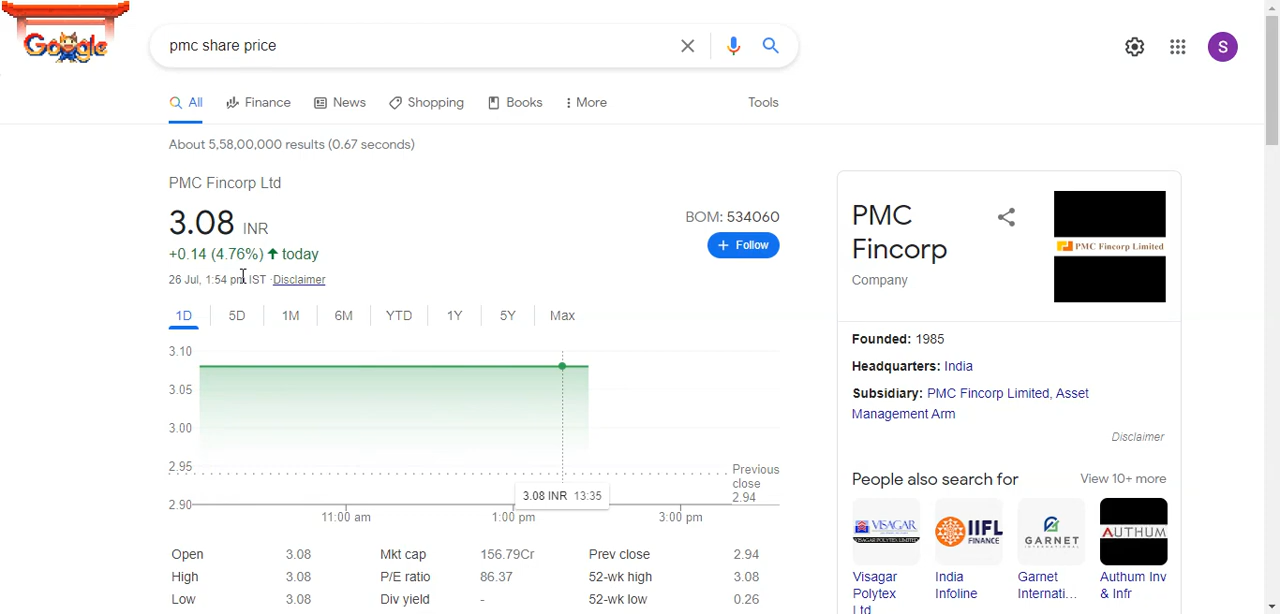 Google
pmc share price
S
All Finance News Shopping Books More Tools
About 5,58,00,000 results (0.67 seconds)
PMC Fincorp Ltd
3.08 INR
+0.14 (4.76%) today
26 Jul, 1:54 pm IST · Disclaimer
BOM: 534060
+ Follow
1D 5D 1M 6M YTD 1Y 5Y Max
3.10
3.05
3.00
2.95
2.90
Previous
close
2.94
3.08 INR 13:35
11:00 am 1:00 pm 3:00 pm
Open 3.08 Mkt cap 156.79Cr Prev close 2.94
High 3.08 P/E ratio 86.37 52-wk high 3.08
Low 3.08 Div yield - 52-wk low 0.26
PMC
Fincorp
Company
PMC Fincorp Limited
Founded: 1985
Headquarters: India
Subsidiary: PMC Fincorp Limited, Asset
Management Arm
Disclaimer
People also search for View 10+ more
VISAGAR
VISAGAR POLYTEX LIMITED
IIFL
FINANCE
GARNET
INTERNATIONAL
AUTHUM
Visagar
Polytex
Ltd
India
Infoline
Garnet
Internati...
Authum Inv
& Infr